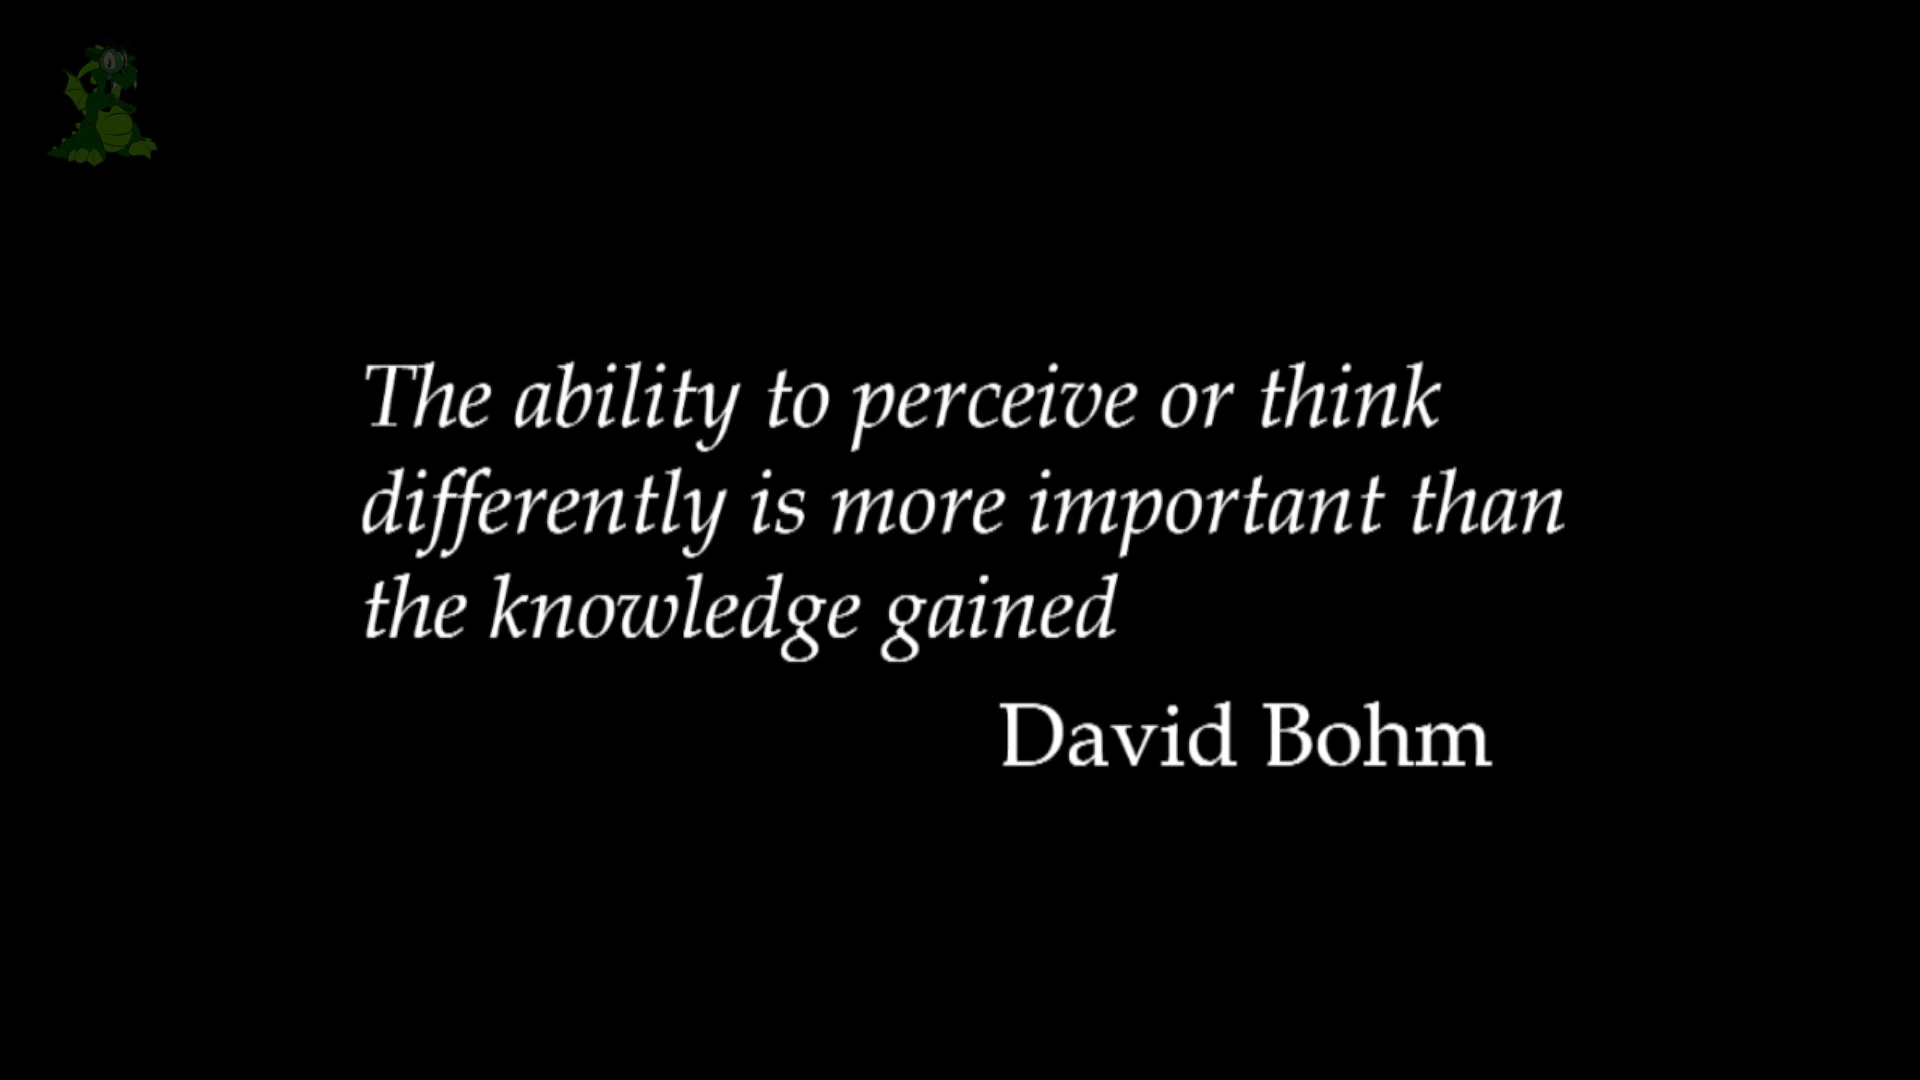 The ability to perceive or think
differently is more important than
the knowledge gained
David Bohm